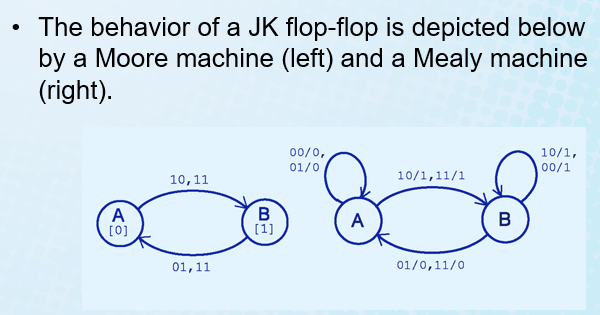 • The behavior of a JK flop-flop is depicted below
by a Moore machine (left) and a Mealy machine
(right).
10,11
A
[0]
B
[1]
01,11
00/0,
01/0
10/1,11/1
10/1,
00/1
A
B
01/0,11/0